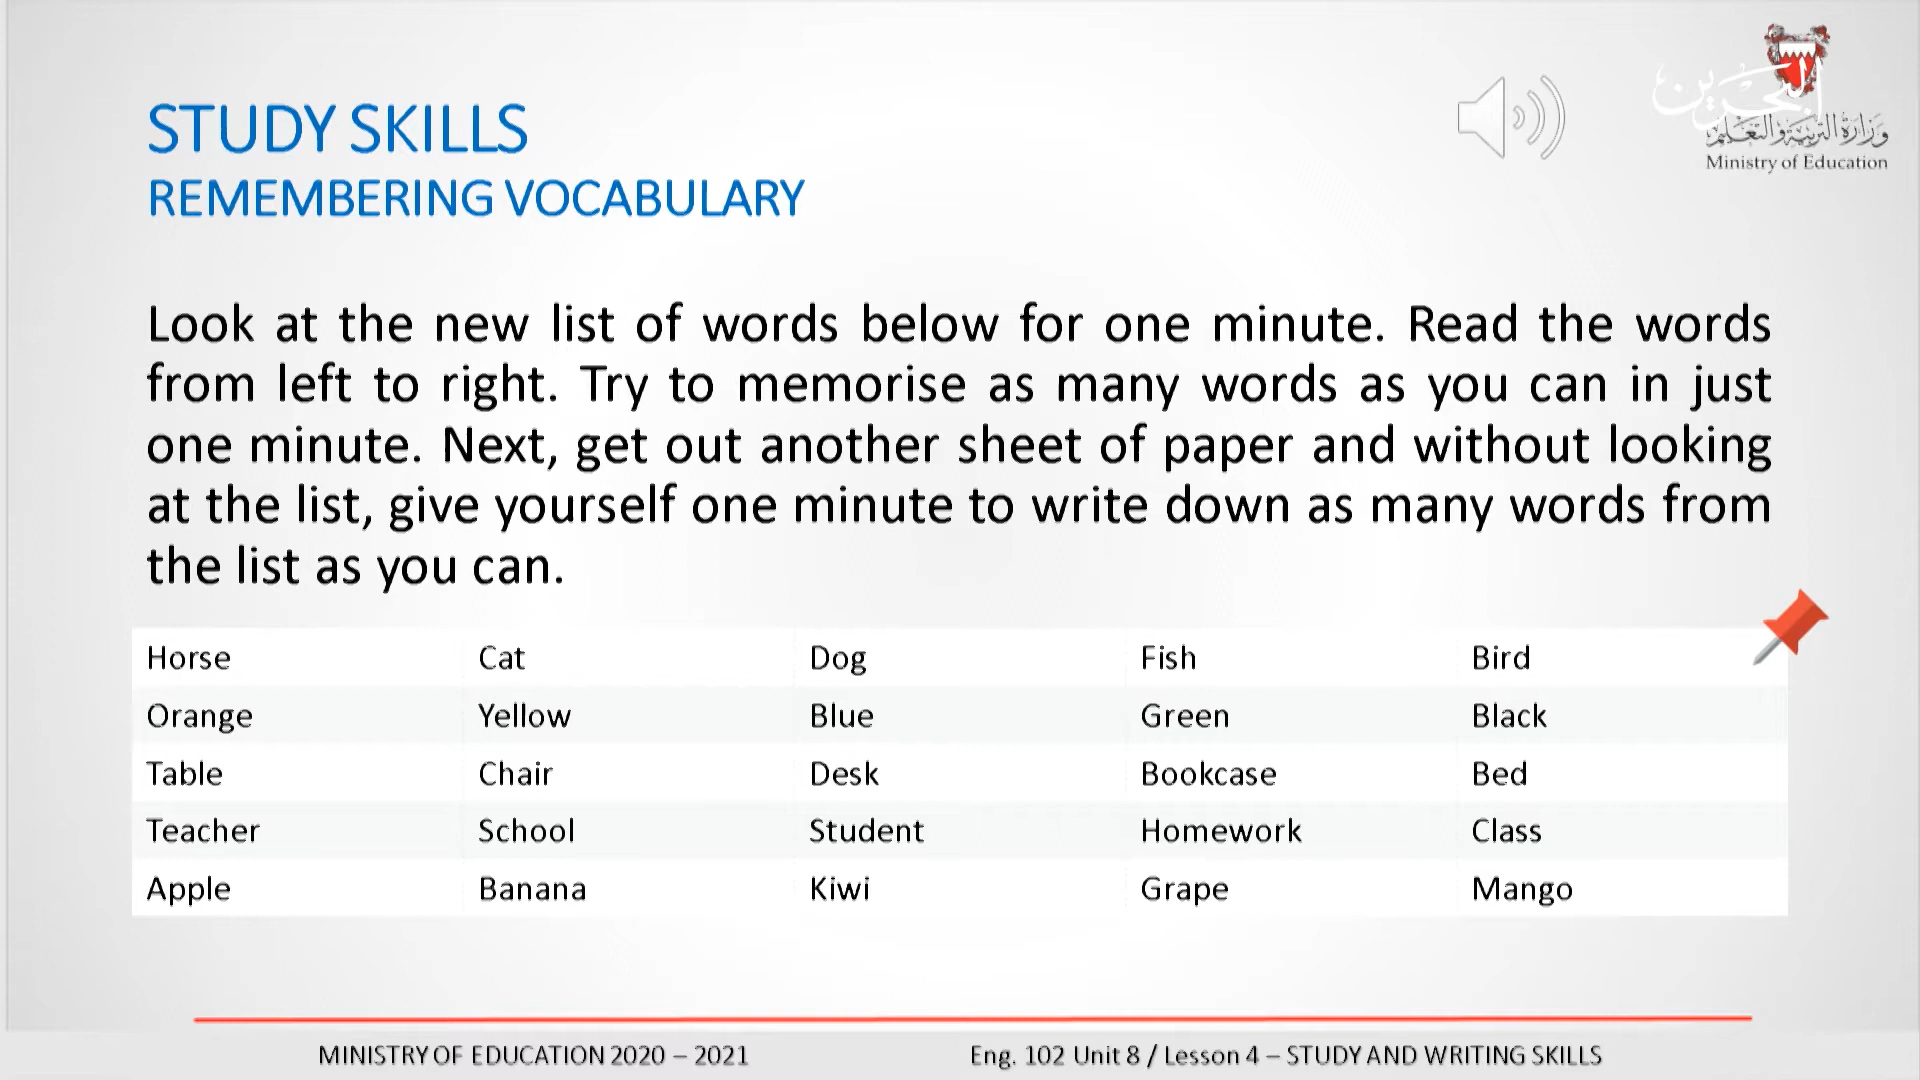 STUDY SKILLS
REMEMBERING VOCABULARY
البحرين
وزارة التربية والتعليم
Ministry of Education
Look at the new list of words below for one minute. Read the words
from left to right. Try to memorise as many words as you can in just
one minute. Next, get out another sheet of paper and without looking
at the list, give yourself one minute to write down as many words from
the list as you can.
Horse Cat Dog Fish Bird
Orange Yellow Blue Green Black
Table Chair Desk Bookcase Bed
Teacher School Student Homework Class
Apple Banana Kiwi Grape Mango
MINISTRY OF EDUCATION 2020 – 2021 Eng. 102 Unit 8 / Lesson 4 – STUDY AND WRITING SKILLS